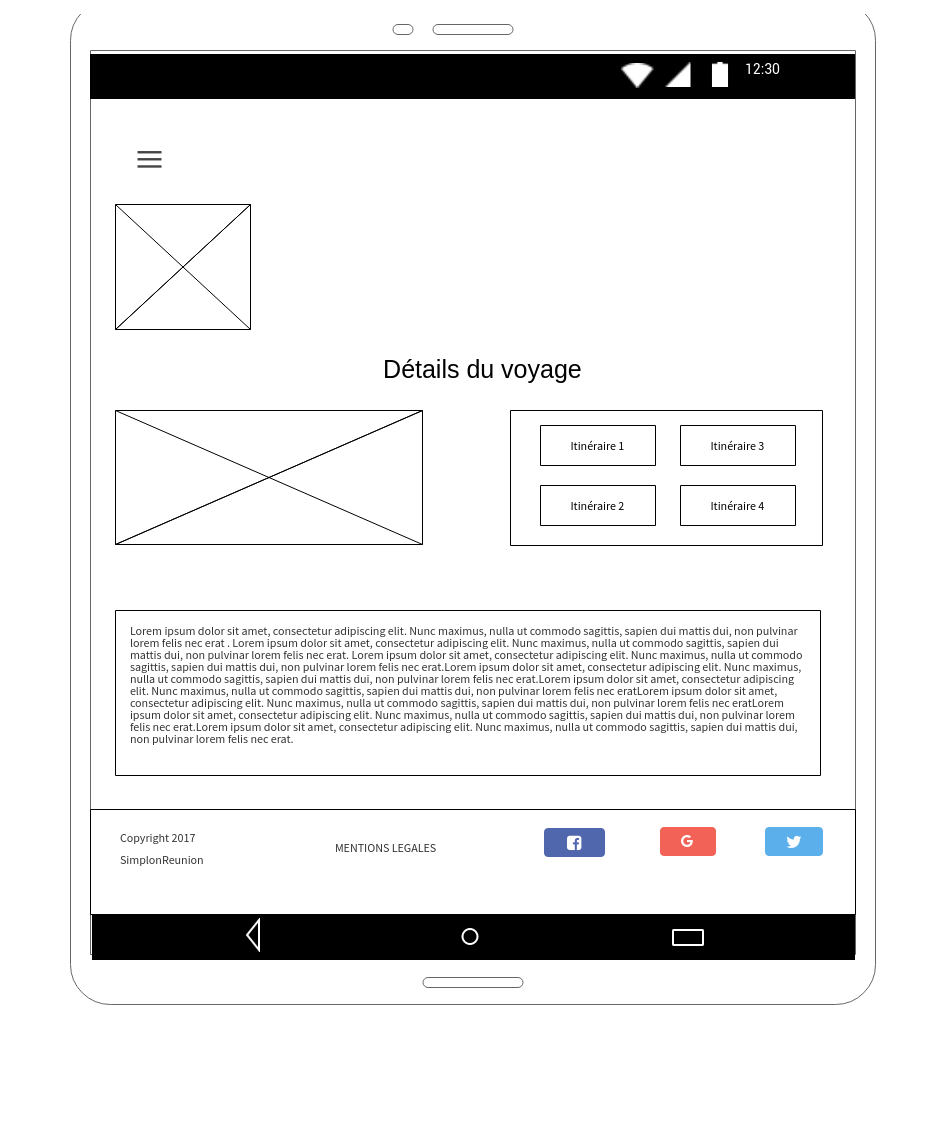 12:30
Détails du voyage
Itinéraire 1
Itinéraire 3
Itinéraire 2
Itinéraire 4
Lorem ipsum dolor sit amet, consectetur adipiscing elit. Nunc maximus, nulla ut commodo sagittis, sapien dui mattis dui, non pulvinar
lorem felis nec erat . Lorem ipsum dolor sit amet, consectetur adipiscing elit. Nunc maximus, nulla ut commodo sagittis, sapien dui
mattis dui, non pulvinar lorem felis nec erat. Lorem ipsum dolor sit amet, consectetur adipiscing elit. Nunc maximus, nulla ut commodo
sagittis, sapien dui mattis dui, non pulvinar lorem felis nec erat.Lorem ipsum dolor sit amet, consectetur adipiscing elit. Nunc maximus,
nulla ut commodo sagittis, sapien dui mattis dui, non pulvinar lorem felis nec erat.Lorem ipsum dolor sit amet, consectetur adipiscing
elit. Nunc maximus, nulla ut commodo sagittis, sapien dui mattis dui, non pulvinar lorem felis nec eratLorem ipsum dolor sit amet,
consectetur adipiscing elit. Nunc maximus, nulla ut commodo sagittis, sapien dui mattis dui, non pulvinar lorem felis nec eratLorem
ipsum dolor sit amet, consectetur adipiscing elit. Nunc maximus, nulla ut commodo sagittis, sapien dui mattis dui, non pulvinar lorem
felis nec erat.Lorem ipsum dolor sit amet, consectetur adipiscing elit. Nunc maximus, nulla ut commodo sagittis, sapien dui mattis dui,
non pulvinar lorem felis nec erat.
Copyright 2017
SimplonReunion
MENTIONS LEGALES